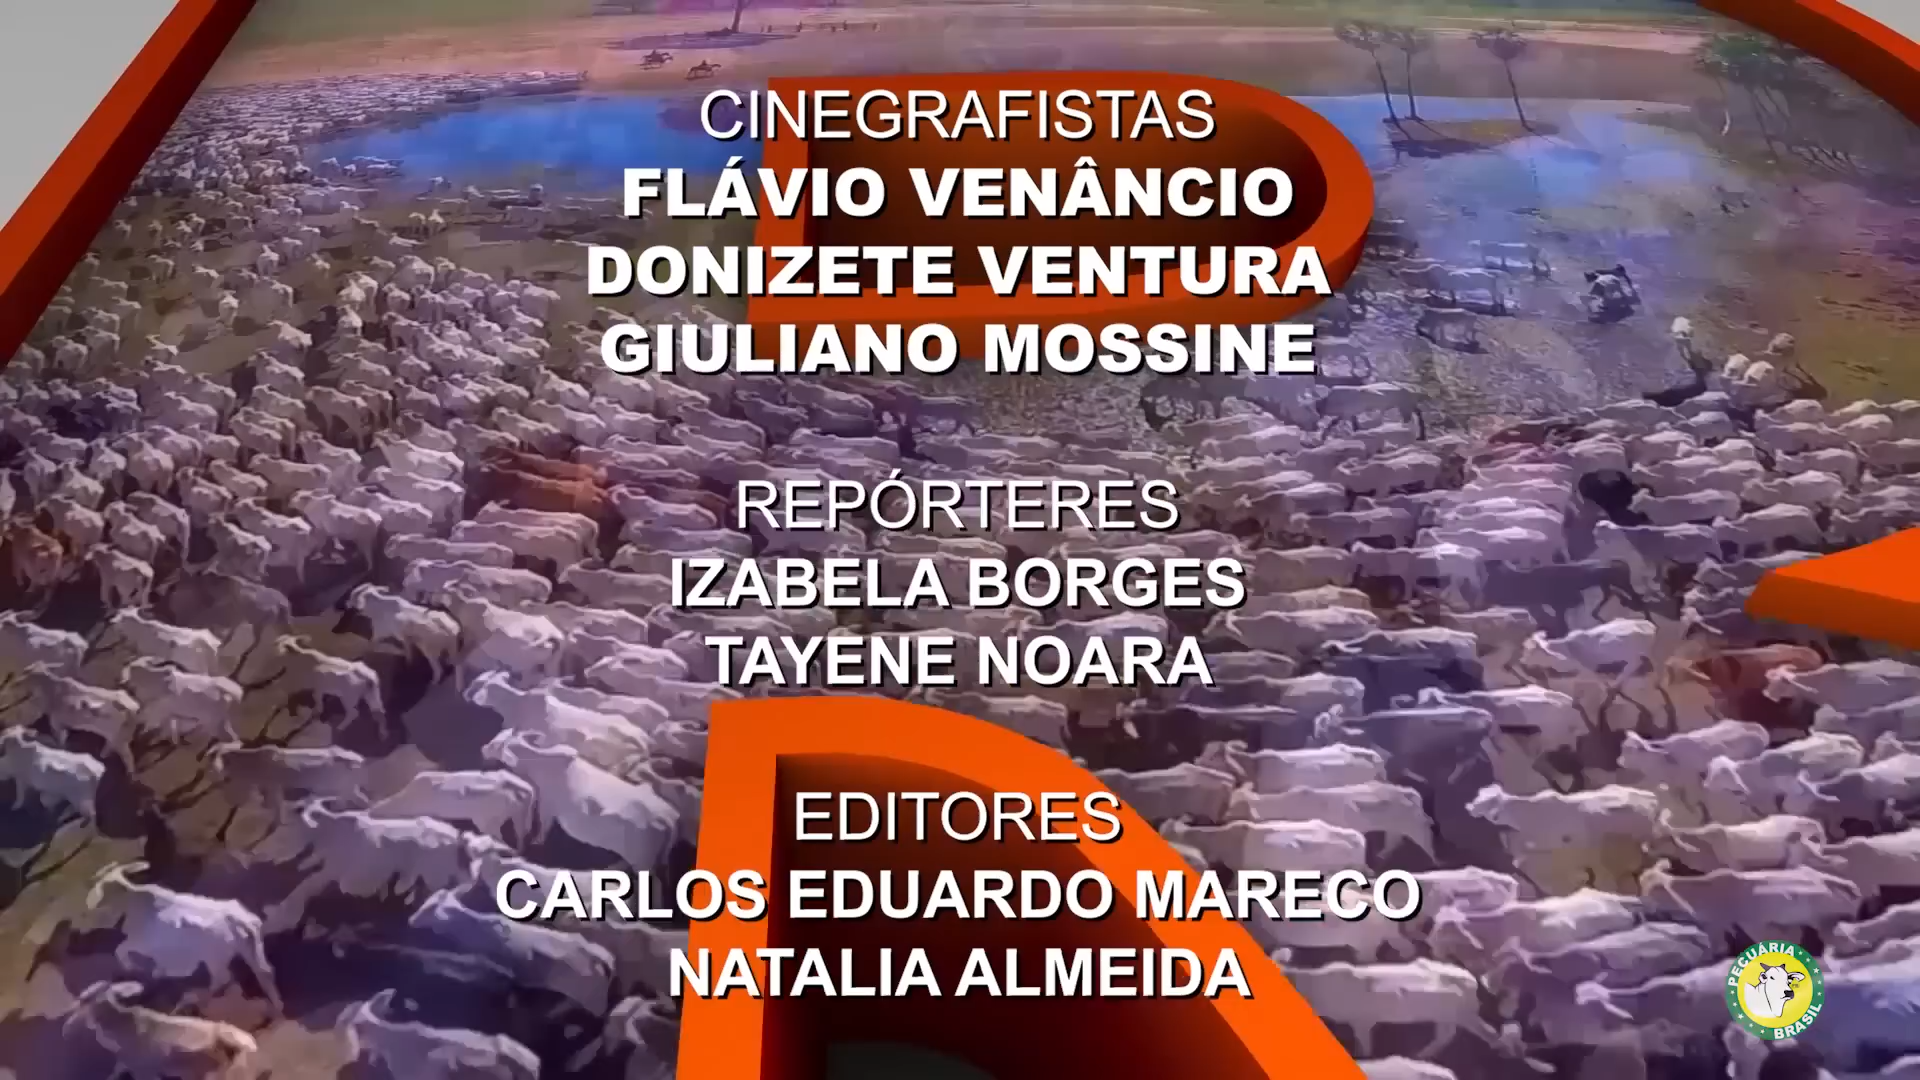 CINEGRAFISTAS
FLÁVIO VENÂNCIO
DONIZETE VENTURA
GIULIANO MOSSINE
REPÓRTERES
IZABELA BORGES
TAYENE NOARA
EDITORES
CARLOS EDUARDO MARECO
NATALIA ALMEIDA
PECUÁRIA
BRASIL